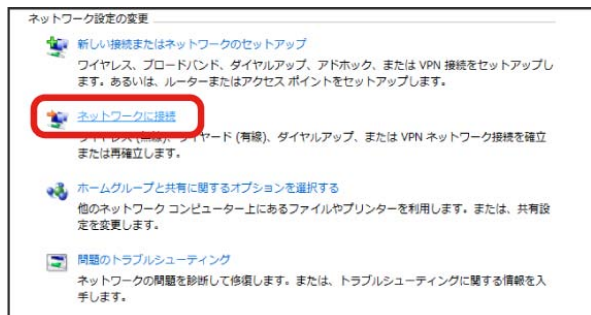 ネットワーク設定の変更
新しい接続またはネットワークのセットアップ
ワイヤレス、ブロードバンド、ダイヤルアップ、アドホック、または VPN 接続をセットアップし
ます。あるいは、ルーターまたはアクセス ポイントをセットアップします。
ネットワークに接続
ワイヤレス (無線)、ワイヤード (有線)、ダイヤルアップ、または VPN ネットワーク接続を確立
または再確立します。
ホームグループと共有に関するオプションを選択する
他のネットワーク コンピューター上にあるファイルやプリンターを利用します。または、共有設
定を変更します。
問題のトラブルシューティング
ネットワークの問題を診断して修復します。または、トラブルシューティングに関する情報を入
手します。